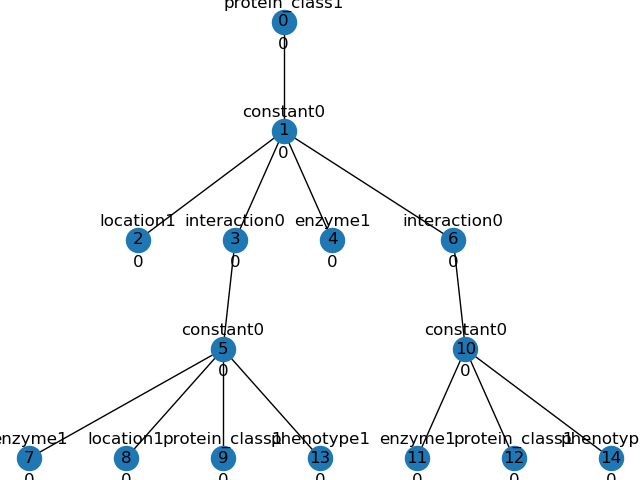 protein_class1
0
0
constant0
1
0
location1 interaction0 enzyme1 interaction0
2 3 4 6
0 0 0 0
constant0 constant0
5 10
0 0
enzyme1 location1 protein_class1 phenotype1 enzyme1 protein_class1
7 8 9 13 11 12 14
0 0 0 0 0 0 0